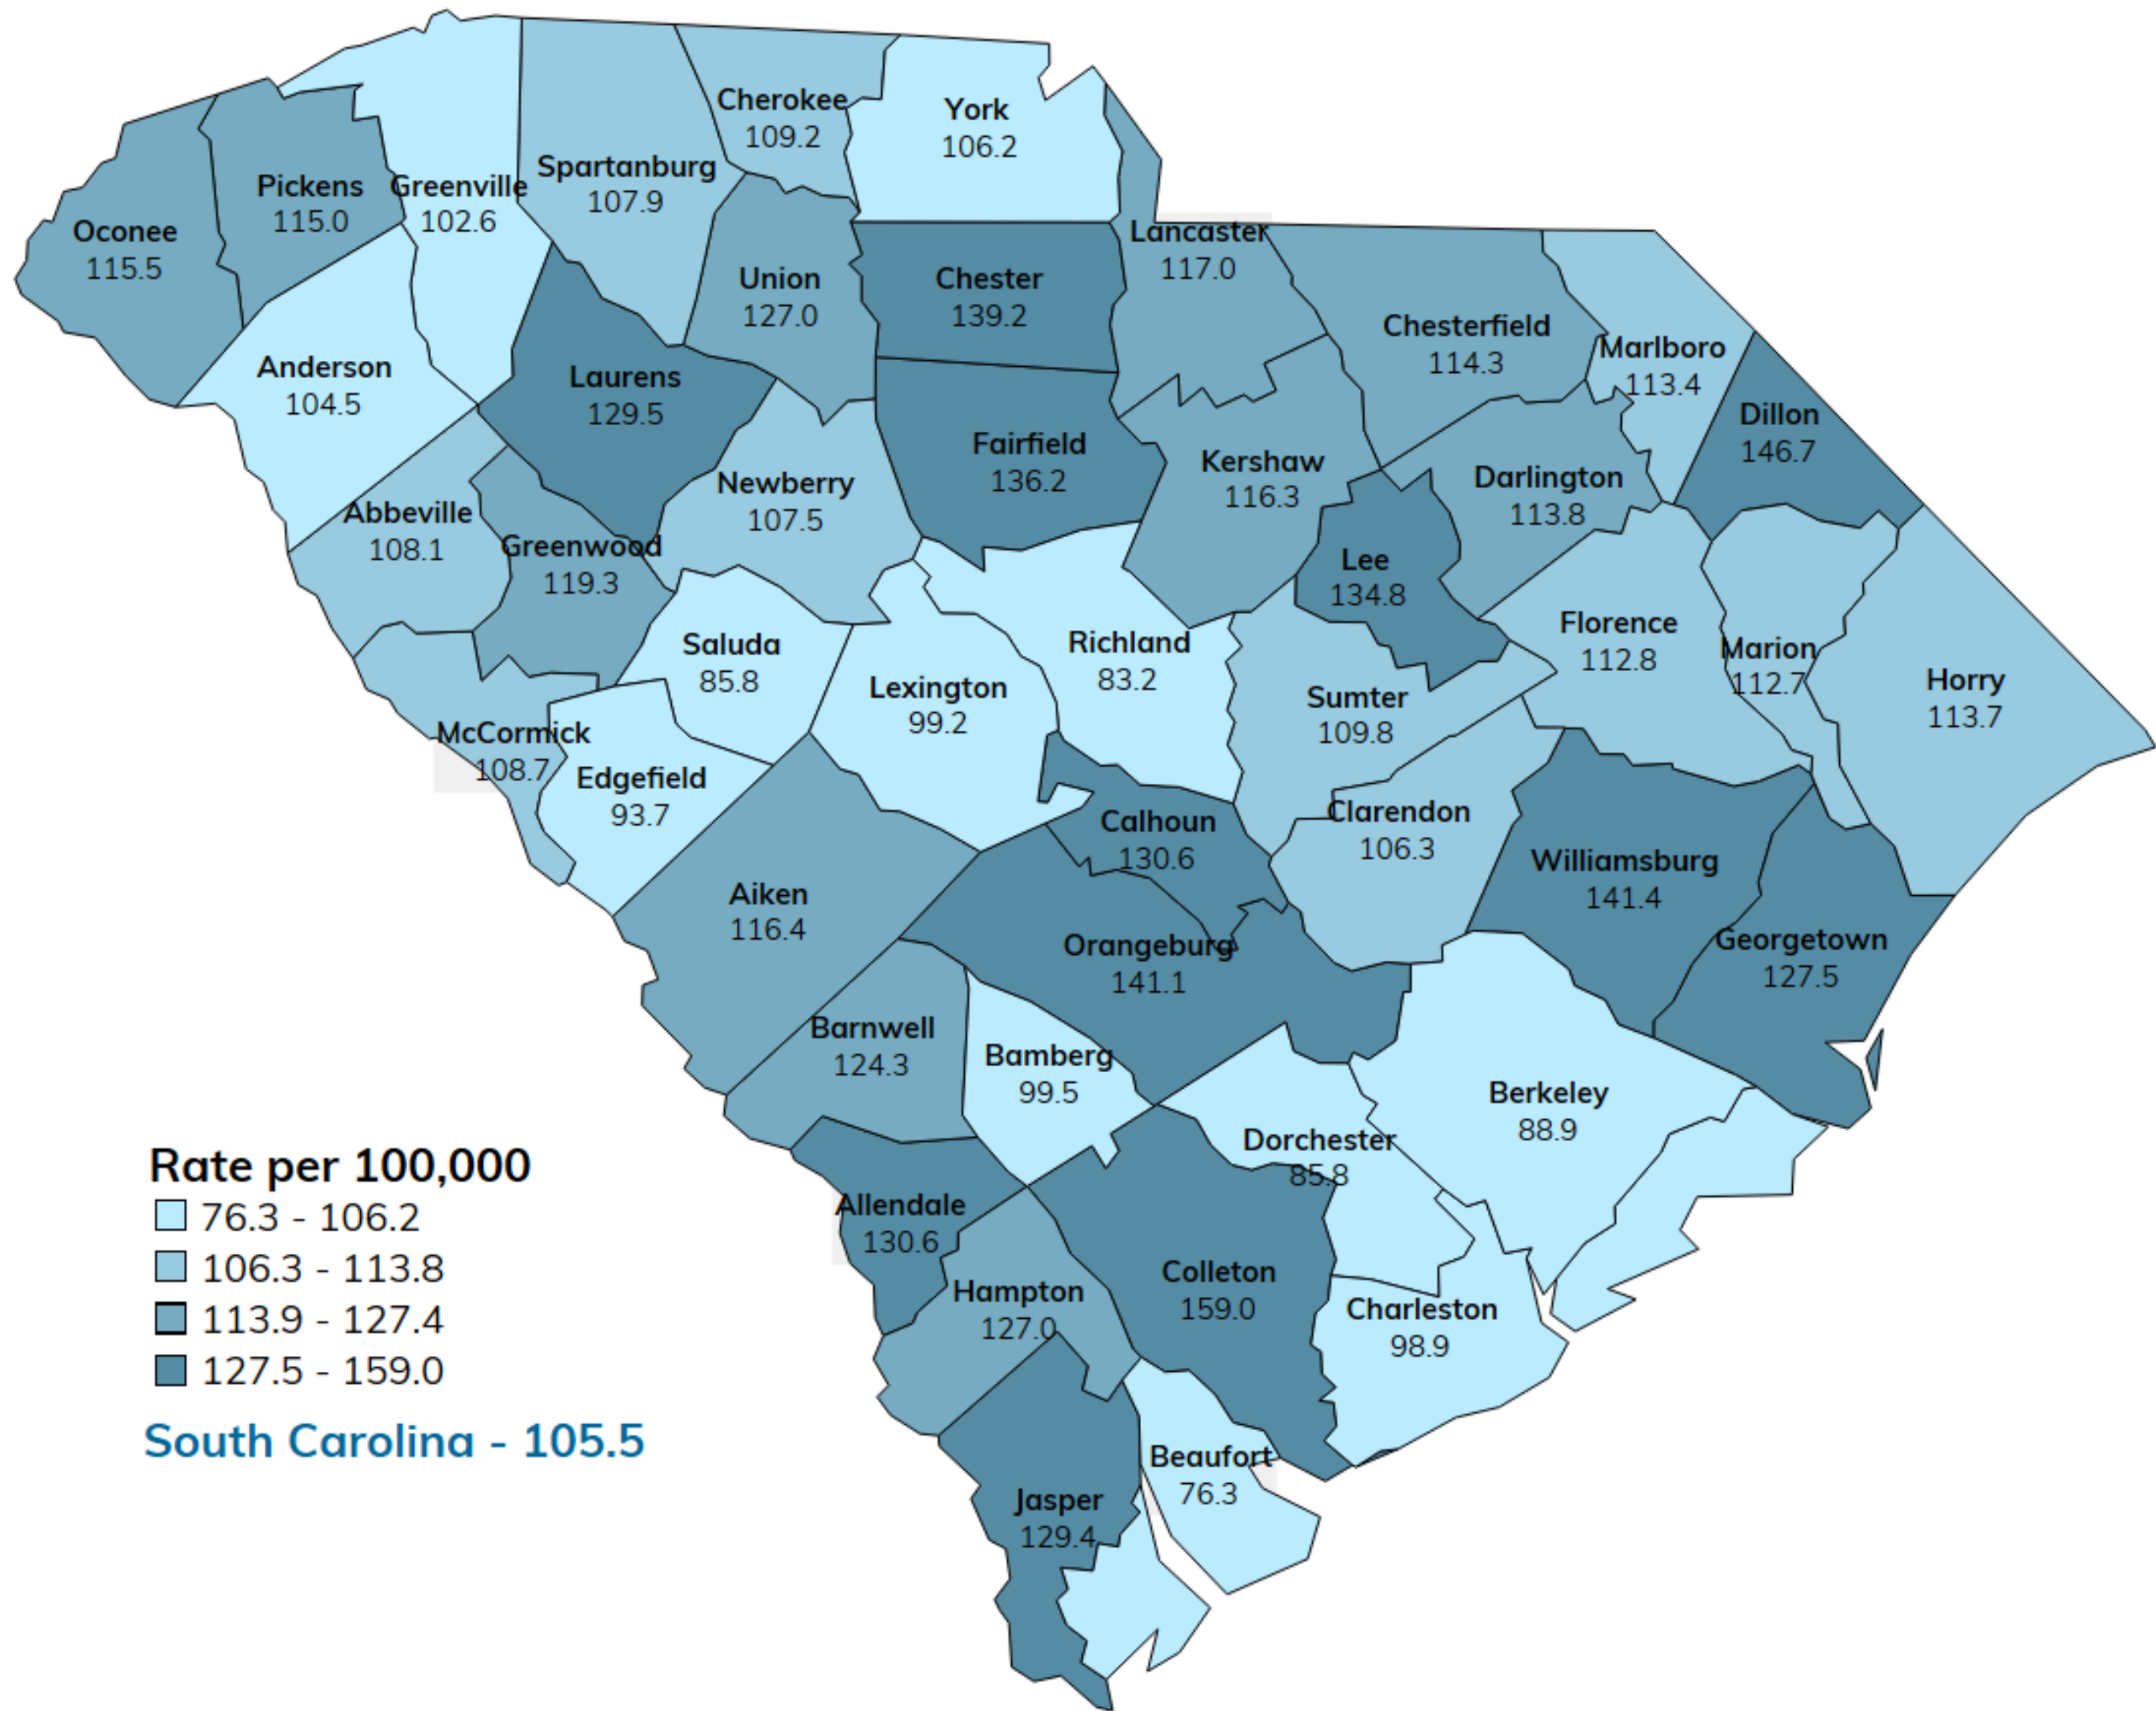 Cherokee
109.2
York
106.2
Spartanburg
107.9
Pickens
115.0
Greenville
102.6
Oconee
115.5
Lancaster
117.0
Union
127.0
Chester
139.2
Chesterfield
114.3
Marlboro
113.4
Anderson
104.5
Laurens
129.5
Dillon
146.7
Fairfield
136.2
Kershaw
116.3
Darlington
113.8
Newberry
107.5
Abbeville
108.1
Greenwood
119.3
Lee
134.8
Florence
112.8
Saluda
85.8
Richland
83.2
Marion
112.7
Lexington
99.2
Sumter
109.8
Horry
113.7
McCormick
108.7
Edgefield
93.7
Calhoun
130.6
Clarendon
106.3
Williamsburg
141.4
Aiken
116.4
Orangeburg
141.1
Georgetown
127.5
Barnwell
124.3
Bamberg
99.5
Berkeley
88.9
Dorchester
85.8
Allendale
130.6
Colleton
159.0
Hampton
127.0
Charleston
98.9
Beaufort
76.3
Jasper
129.4
Rate per 100,000
76.3 - 106.2
106.3 - 113.8
113.9 - 127.4
127.5 - 159.0
South Carolina - 105.5